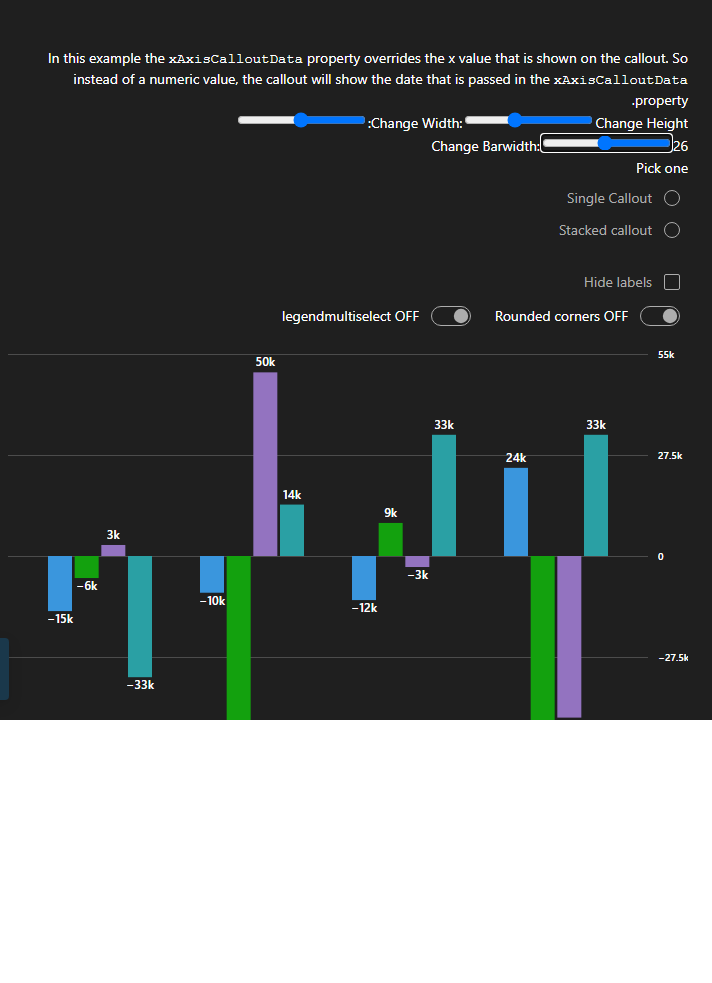 In this example the xAxisCalloutData property overrides the x value that is shown on the callout. So
instead of a numeric value, the callout will show the date that is passed in the xAxisCalloutData
.property
:Change Width: Change Height
Change Barwidth: 26
Pick one
Single Callout
Stacked callout
Hide labels
legendmultiselect OFF Rounded corners OFF
55k
50k
33k 33k
27.5k
24k
14k
9k
3k
0
−3k
−6k
−10k
−12k
−15k
−27.5k
−33k